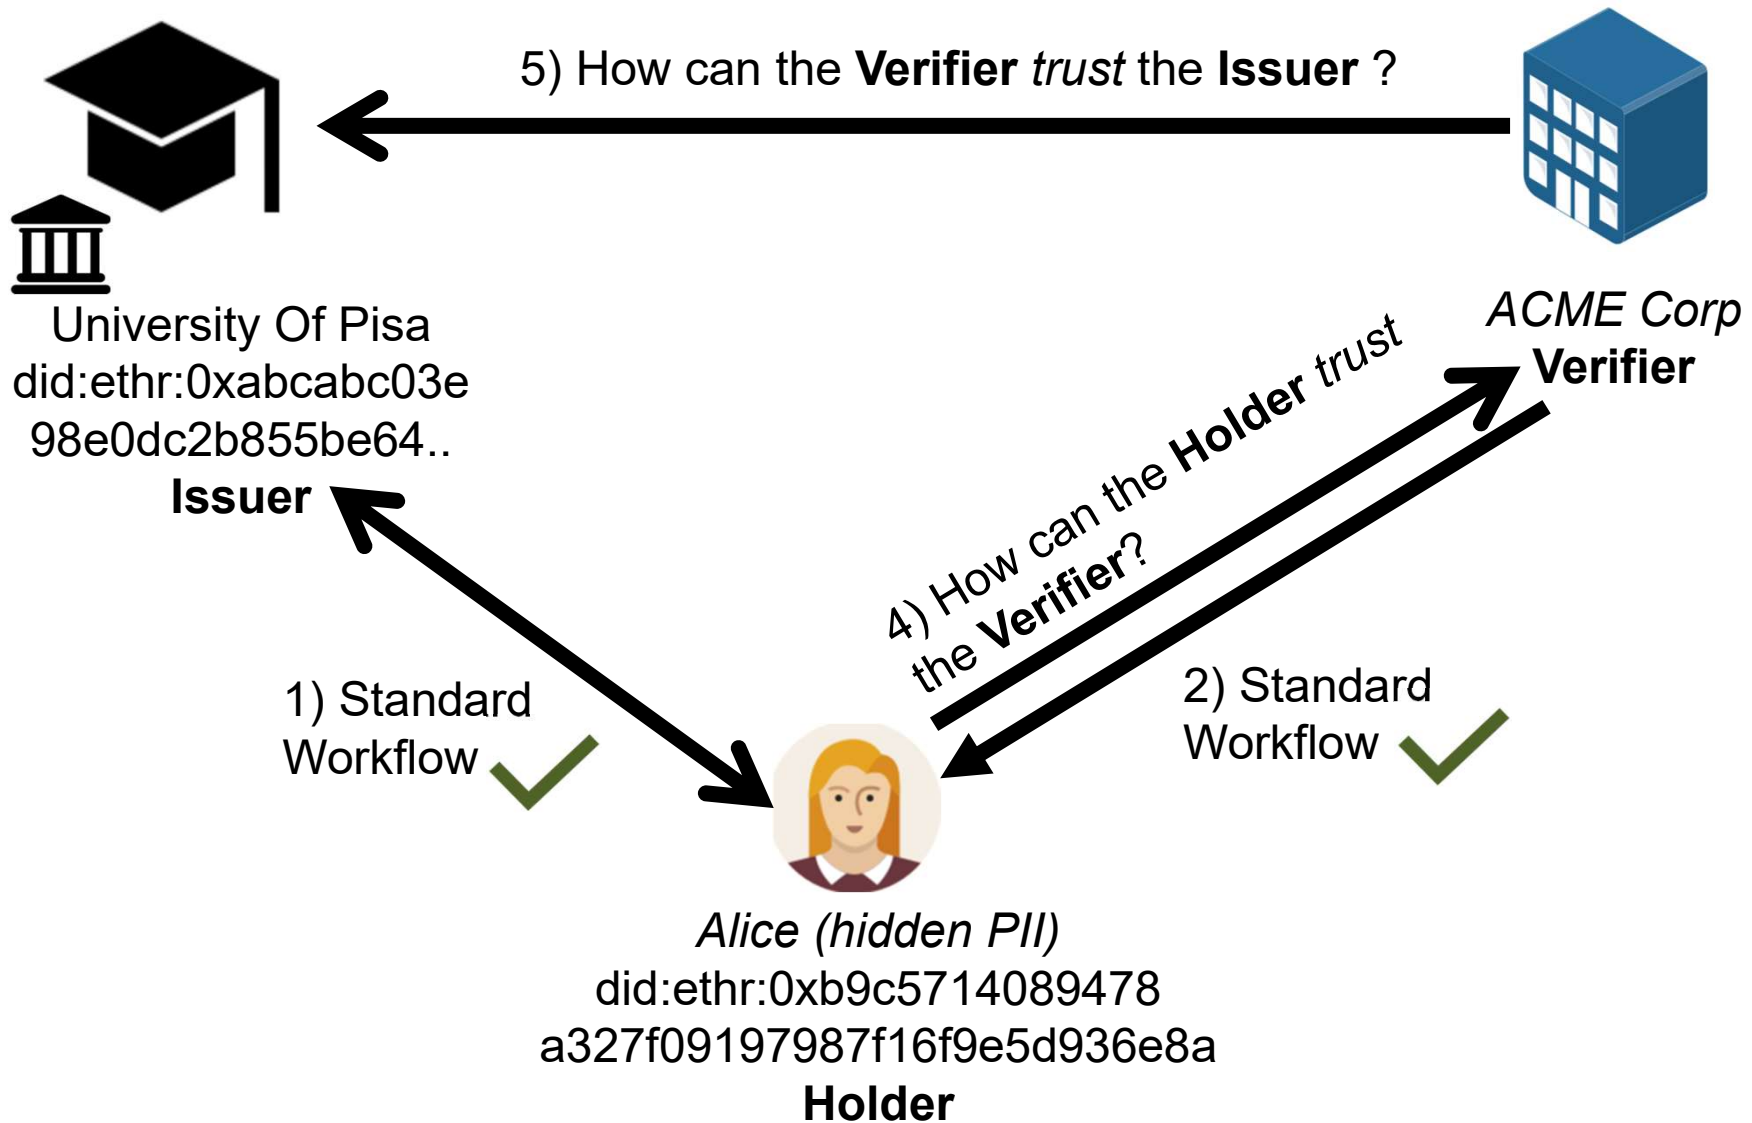 5) How can the Verifier trust the Issuer ?
University Of Pisa
did:ethr:0xabcabc03e
98e0dc2b855be64..
Issuer
ACME Corp
Verifier
4) How can the Holder trust
the Verifier?
1) Standard
Workflow
2) Standard
Workflow
Alice (hidden PII)
did:ethr:0xb9c5714089478
a327f09197987f16f9e5d936e8a
Holder